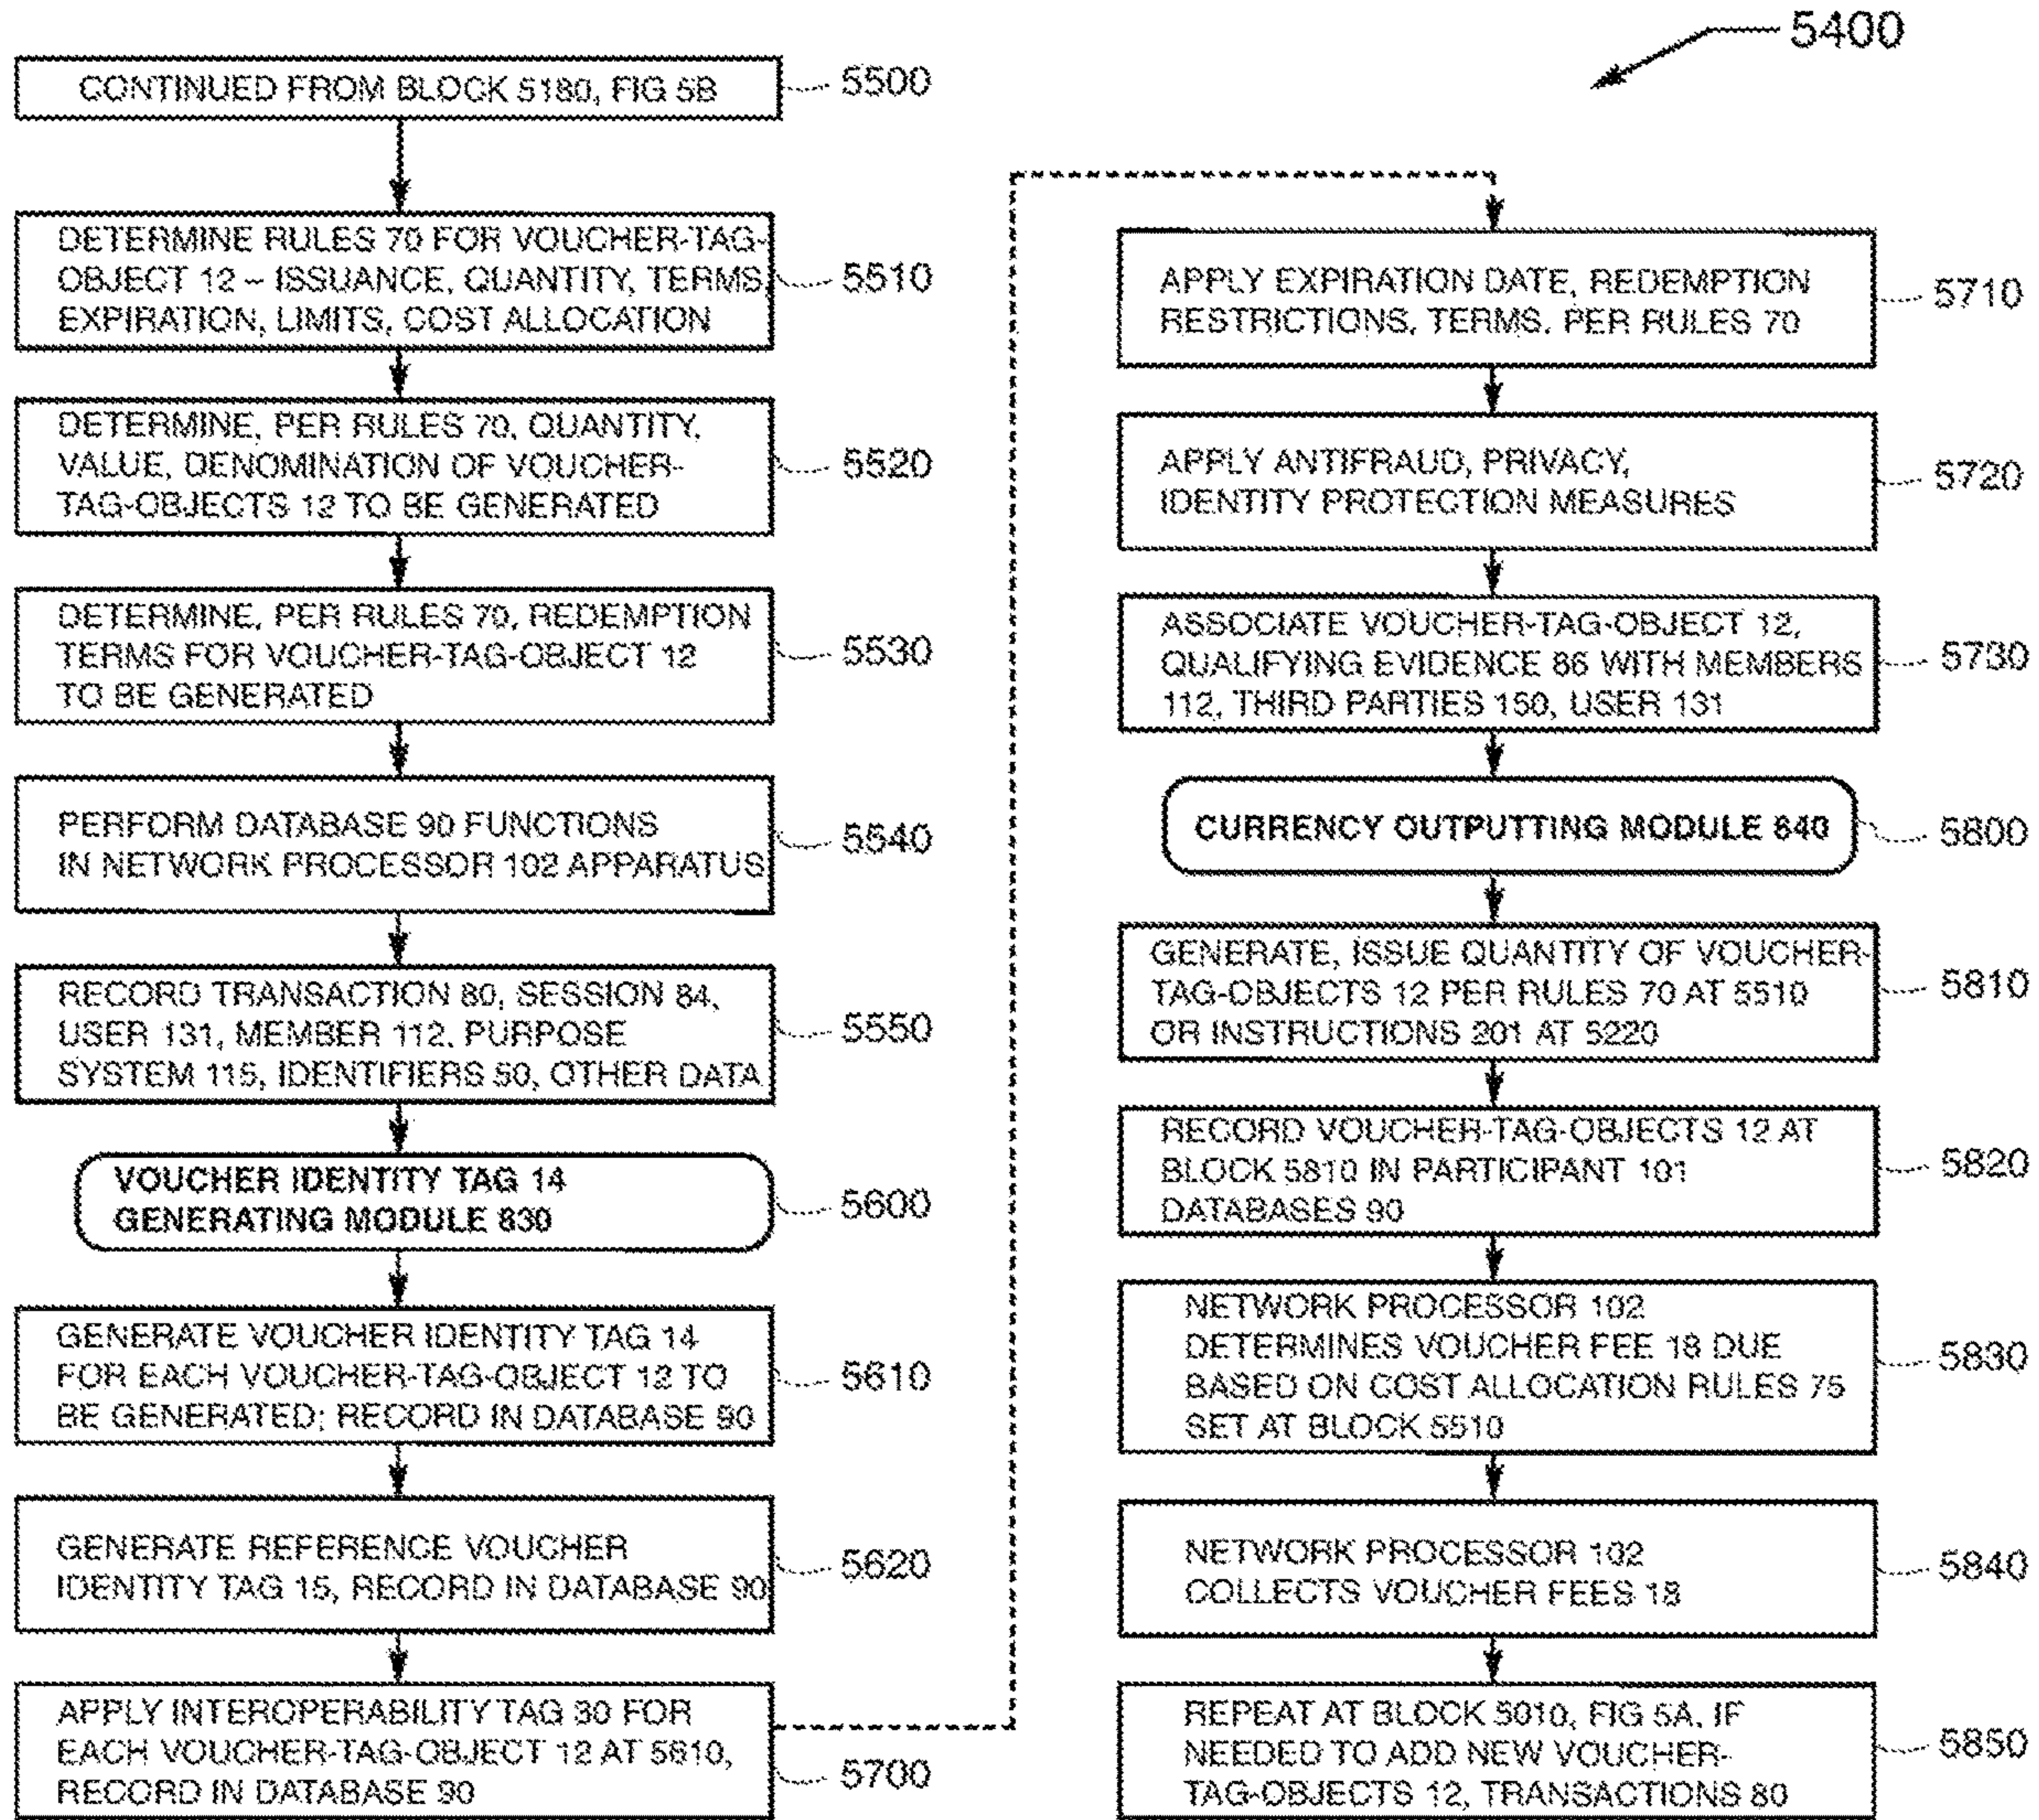 5400
CONTINUED FROM BLOCK 5180, FIG 5B
5500
DETERMINE RULES 70 FOR VOUCHER-TAG-
OBJECT 12 – ISSUANCE, QUANTITY, TERMS,
EXPIRATION, LIMITS, COST ALLOCATION
5510
DETERMINE, PER RULES 70, QUANTITY,
VALUE, DENOMINATION OF VOUCHER-
TAG-OBJECTS 12 TO BE GENERATED
5520
DETERMINE, PER RULES 70, REDEMPTION
TERMS FOR VOUCHER-TAG-OBJECT 12
TO BE GENERATED
5530
PERFORM DATABASE 90 FUNCTIONS
IN NETWORK PROCESSOR 102 APPARATUS
5540
RECORD TRANSACTION 80, SESSION 84,
USER 131, MEMBER 112, PURPOSE
SYSTEM 115, IDENTIFIERS 50, OTHER DATA
5550
VOUCHER IDENTITY TAG 14
GENERATING MODULE 830
5600
GENERATE VOUCHER IDENTITY TAG 14
FOR EACH VOUCHER-TAG-OBJECT 12 TO
BE GENERATED; RECORD IN DATABASE 90
5610
GENERATE REFERENCE VOUCHER
IDENTITY TAG 15, RECORD IN DATABASE 90
5620
APPLY INTEROPERABILITY TAG 30 FOR
EACH VOUCHER-TAG-OBJECT 12 AT 5610,
RECORD IN DATABASE 90
5700
APPLY EXPIRATION DATE, REDEMPTION
RESTRICTIONS, TERMS, PER RULES 70
5710
APPLY ANTIFRAUD, PRIVACY,
IDENTITY PROTECTION MEASURES
5720
ASSOCIATE VOUCHER-TAG-OBJECT 12,
QUALIFYING EVIDENCE 86 WITH MEMBERS
112, THIRD PARTIES 150, USER 131
5730
CURRENCY OUTPUTTING MODULE 840
5800
GENERATE, ISSUE QUANTITY OF VOUCHER-
TAG-OBJECTS 12 PER RULES 70 AT 5510
OR INSTRUCTIONS 201 AT 5220
5810
RECORD VOUCHER-TAG-OBJECTS 12 AT
BLOCK 5810 IN PARTICIPANT 101
DATABASES 90
5820
NETWORK PROCESSOR 102
DETERMINES VOUCHER FEE 18 DUE
BASED ON COST ALLOCATION RULES 75
SET AT BLOCK 5510
5830
NETWORK PROCESSOR 102
COLLECTS VOUCHER FEES 18
5840
REPEAT AT BLOCK 5010, FIG 5A, IF
NEEDED TO ADD NEW VOUCHER-
TAG-OBJECTS 12, TRANSACTIONS 80
5850